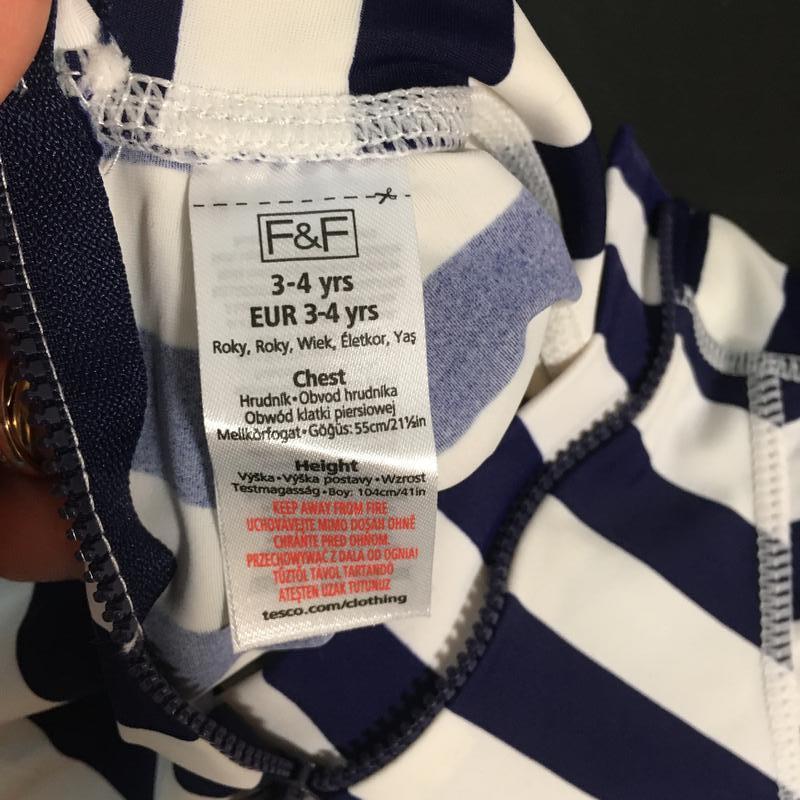 F&F
3-4 yrs
EUR 3-4 yrs
Roky, Roky, Wiek, Életkor, Yaş
Chest
Hrudník•Obvod hrudníka
Obwód klatki piersiowej
Mellkörfogat•Göğüs: 55cm/21½in
Height
Výška•Výška postavy•Wzrost
Testmagasság•Boy: 104cm/41in
KEEP AWAY FROM FIRE
UCHOVÁVEJTE MIMO DOSAH OHNĚ
CHRÁŇTE PRED OHŇOM.
PRZECHOWYWAĆ Z DALA OD OGNIA!
TŰZTŐL TÁVOL TARTANDÓ
ATEŞTEN UZAK TUTUNUZ
tesco.com/clothing